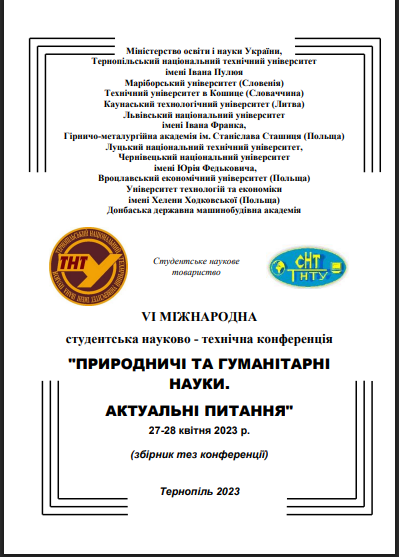 Міністерство освіти і науки України,
Тернопільський національний технічний університет
імені Івана Пулюя
Маріборський університет (Словенія)
Технічний університет в Кошице (Словаччина)
Каунаський технологічний університет (Литва)
Львівський національний університет
імені Івана Франка,
Гірничо-металургійна академія ім. Станіслава Сташиця (Польща)
Луцький національний технічний університет,
Чернівецький національний університет
імені Юрія Федьковича,
Вроцлавський економічний університет (Польща)
Університет технологій та економіки
імені Хелени Ходковської (Польща)
Донбаська державна машинобудівна академія
ТНТУ
Студентське наукове
товариство
СНТ
ТНТУ
VI МІЖНАРОДНА
студентська науково - технічна конференція
"ПРИРОДНИЧІ ТА ГУМАНІТАРНІ
НАУКИ.
АКТУАЛЬНІ ПИТАННЯ"
27-28 квітня 2023 р.
(збірник тез конференції)
Тернопіль 2023